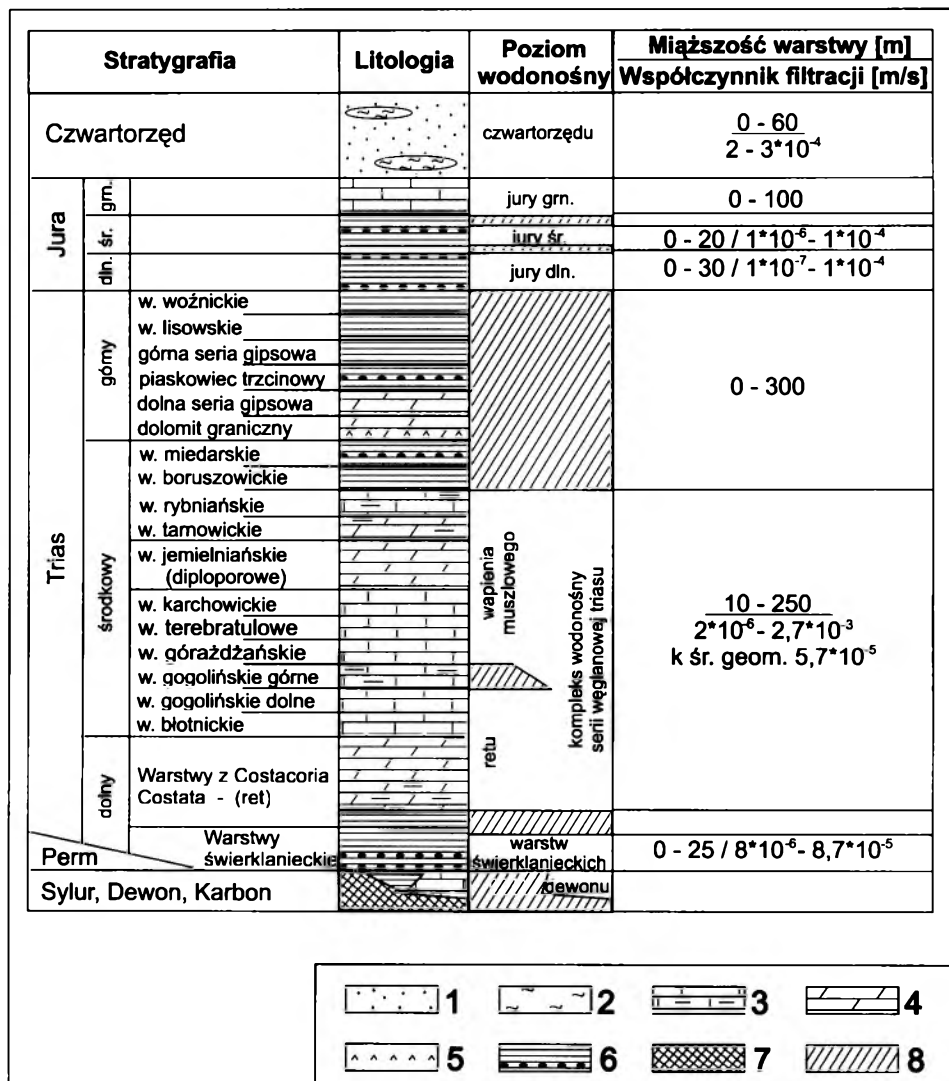 Stratygrafia
Litologia
Poziom
wodonośny
Miąższość warstwy [m]
Współczynnik filtracji [m/s]
Czwartorzęd
czwartorzędu
0 - 60
2 - 3*10⁻⁴
Jura
grn.
jury grn.
0 - 100
śr.
jury śr.
0 - 20 / 1*10⁻⁶- 1*10⁻⁴
dln.
jury dln.
0 - 30 / 1*10⁻⁷- 1*10⁻⁴
Trias
górny
w. woźnickie
w. lisowskie
górna seria gipsowa
piaskowiec trzcinowy
dolna seria gipsowa
dolomit graniczny
0 - 300
środkowy
w. miedarskie
w. boruszowickie
w. rybniańskie
w. tarnowickie
w. jemielniańskie
(diploporowe)
w. karchowickie
w. terebratulowe
w. górażdżańskie
w. gogolińskie górne
w. gogolińskie dolne
w. błotnickie
wapienia
muszlowego
kompleks wodonośny
serii węglanowej triasu
10 - 250
2*10⁻⁶- 2,7*10⁻³
k śr. geom. 5,7*10⁻⁵
dolny
Warstwy z Costacoria
Costata - (ret)
retu
Perm
Warstwy
świerklanieckie
warstw
świerklanieckich
0 - 25 / 8*10⁻⁶- 8,7*10⁻⁵
Sylur, Dewon, Karbon
dewonu
1
2
3
4
5
6
7
8